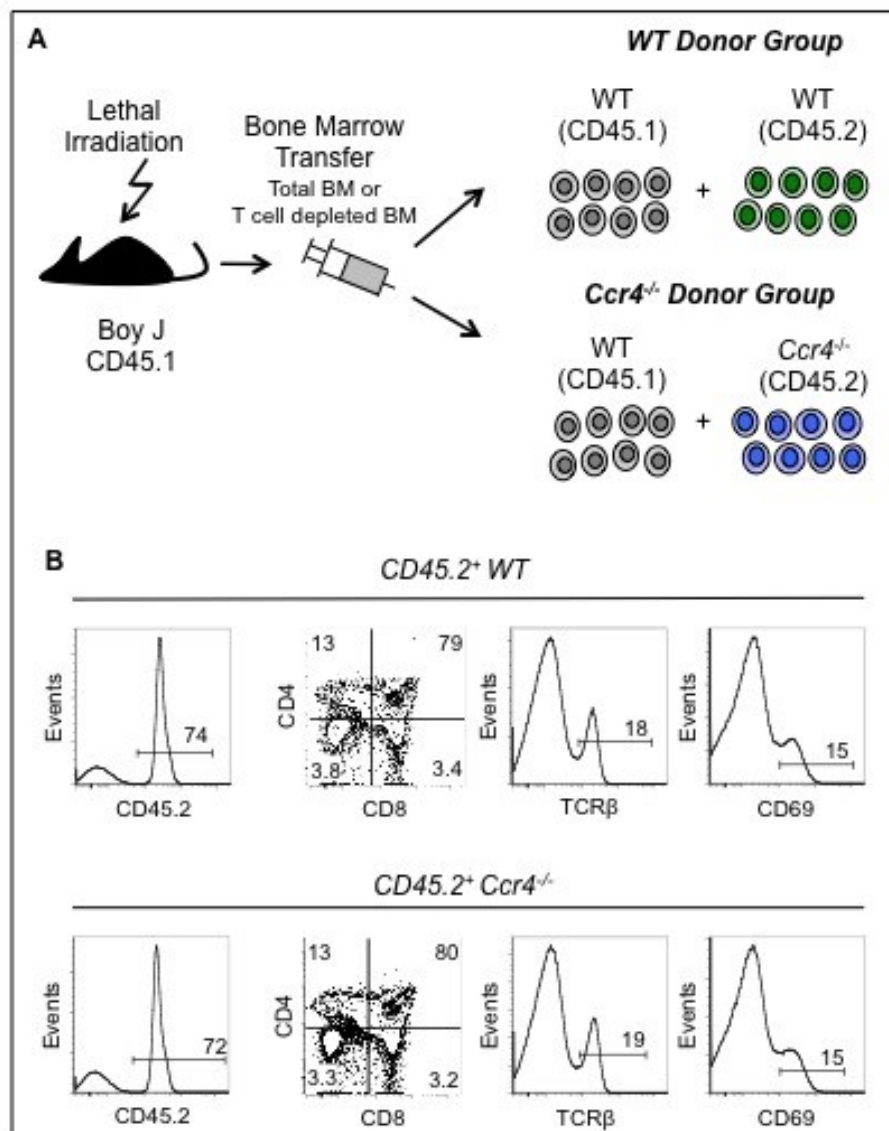 A
WT Donor Group
Lethal
Irradiation
Bone Marrow
Transfer
Total BM or
T cell depleted BM
WT
(CD45.1)
WT
(CD45.2)
+
Boy J
CD45.1
Ccr4-/- Donor Group
WT
(CD45.1)
Ccr4-/-
(CD45.2)
+
B
CD45.2+ WT
Events
74
CD45.2
CD4
13
79
3.8
3.4
CD8
Events
18
TCRβ
Events
15
CD69
CD45.2+ Ccr4-/-
Events
72
CD45.2
CD4
13
80
3.3
3.2
CD8
Events
19
TCRβ
Events
15
CD69